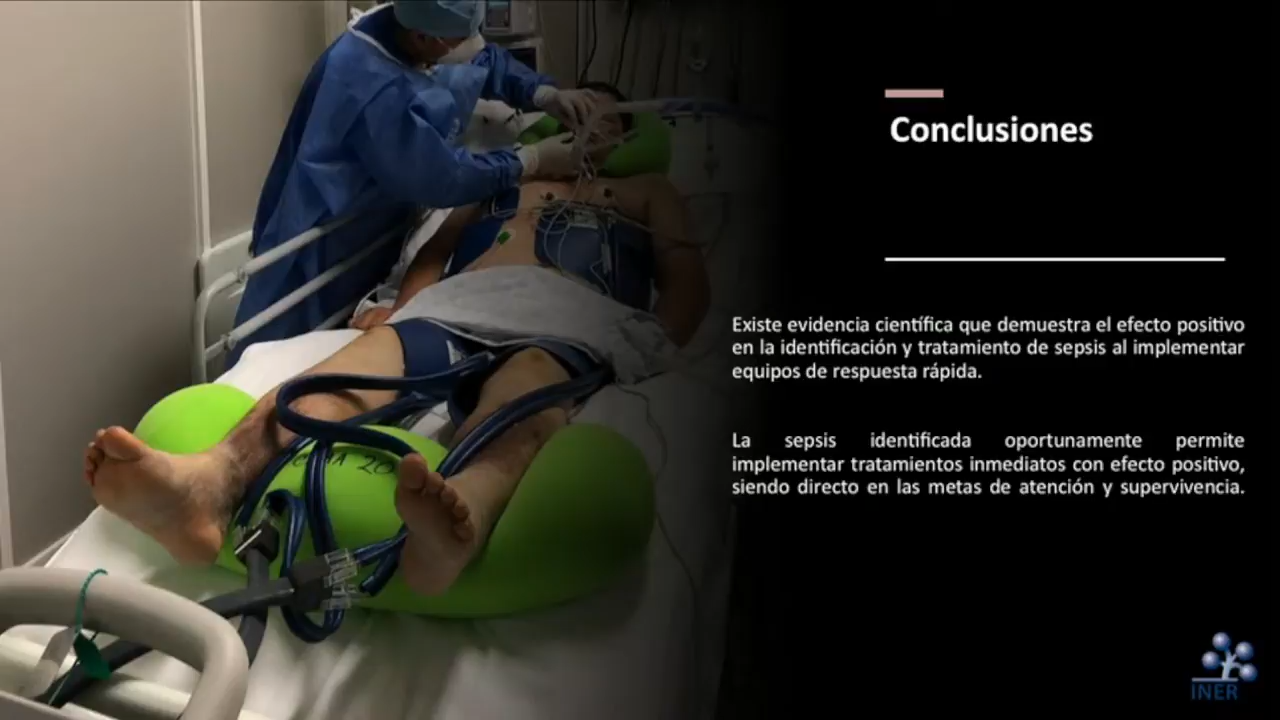 Conclusiones
Existe evidencia científica que demuestra el efecto positivo
en la identificación y tratamiento de sepsis al implementar
equipos de respuesta rápida.
La sepsis identificada oportunamente permite
implementar tratamientos inmediatos con efecto positivo,
siendo directo en las metas de atención y supervivencia.
INER